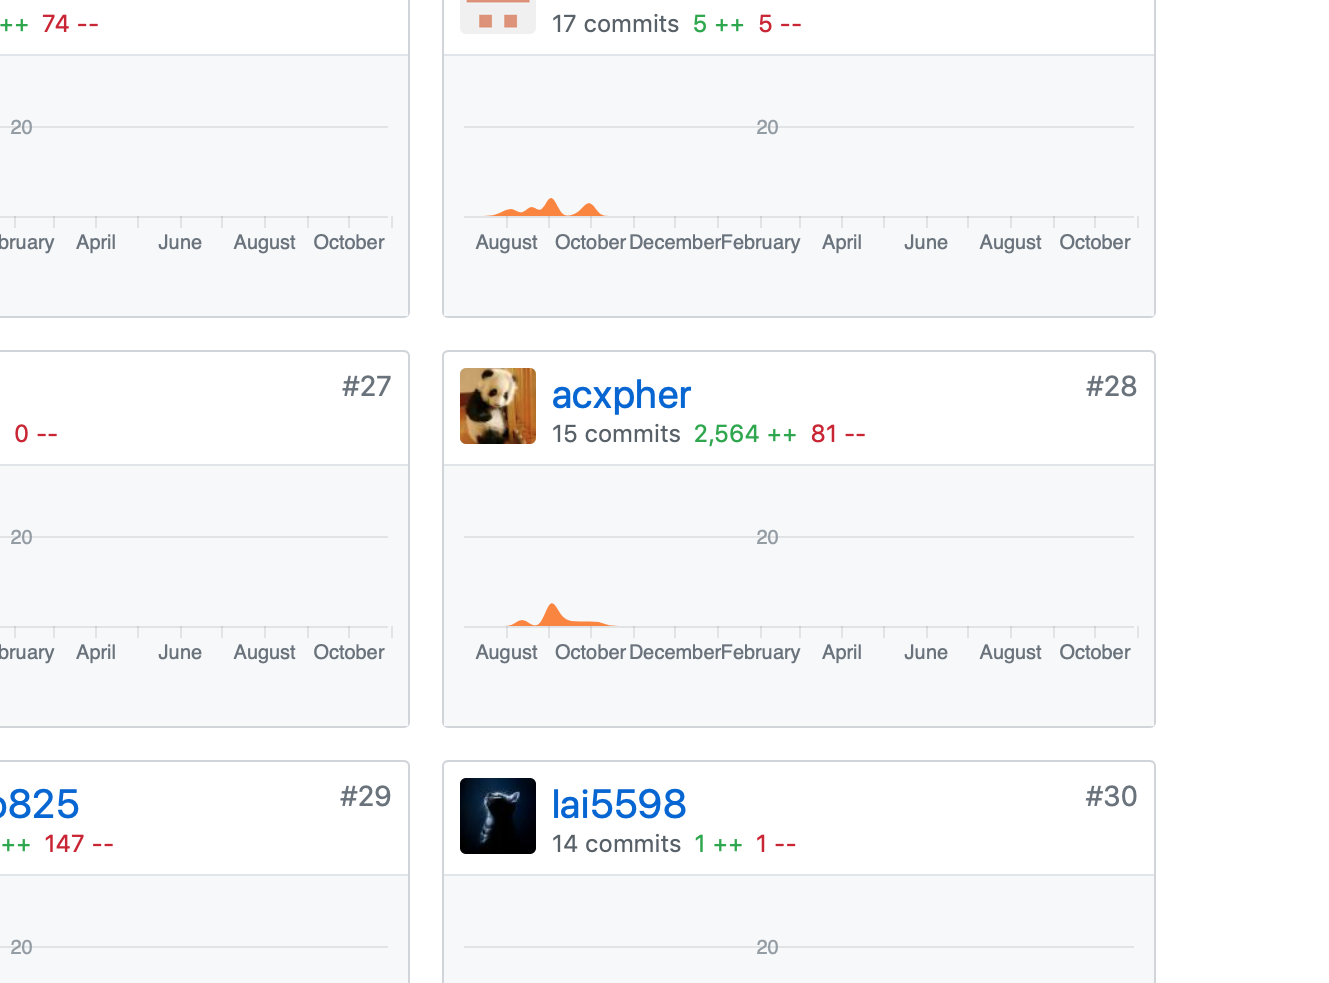 ++ 74 --
17 commits 5 ++ 5 --
20
20
bruary April June August October
August October December February April June August October
#27
acxpher #28
0 --
15 commits 2,564 ++ 81 --
20
20
bruary April June August October
August October December February April June August October
825 #29
lai5598 #30
++ 147 --
14 commits 1 ++ 1 --
20
20